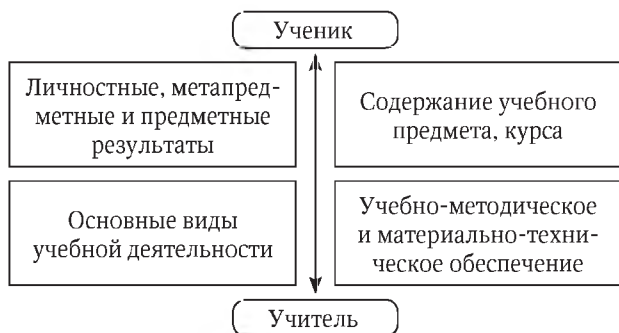 Ученик
Личностные, метапред-
метные и предметные
результаты
Содержание учебного
предмета, курса
Основные виды
учебной деятельности
Учебно-методическое
и материально-техни-
ческое обеспечение
Учитель